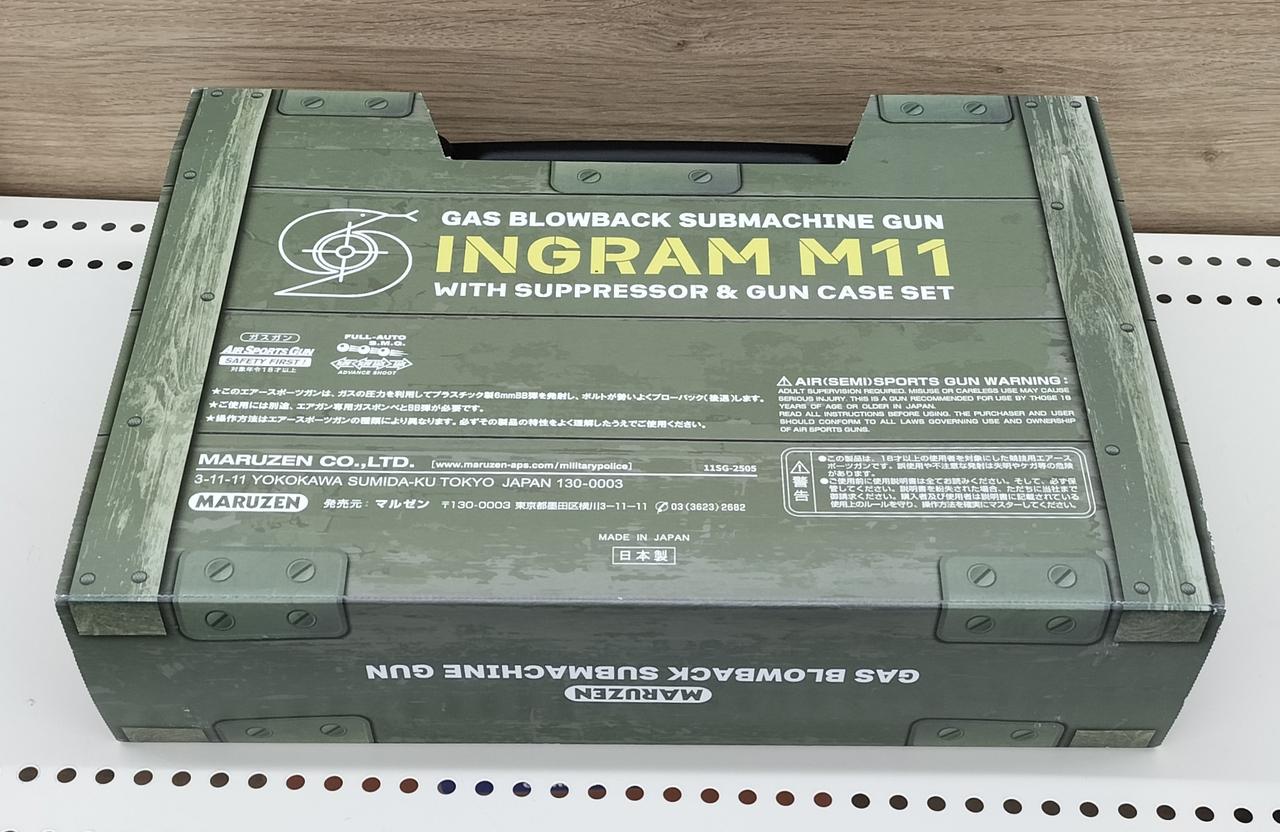 GAS BLOWBACK SUBMACHINE GUN
INGRAM M11
WITH SUPPRESSOR & GUN CASE SET
ガスガン
AIR SPORTS GUN
SAFETY FIRST!
対象年令18才以上
FULL-AUTO
S.M.G.
ADVANCE SHOOT
★このエアースポーツガンは、ガスの圧力を利用してプラスチック製6mmBB弾を発射し、ボルトが勢いよくブローバック(後退)します。
★ご使用には別途、エアガン専用ガスボンベとBB弾が必要です。
★操作方法はエアースポーツガンの種類により異なります。必ずその製品の特性をよく理解したうえでご使用ください。
⚠AIR(SEMI)SPORTS GUN WARNING:
ADULT SUPERVISION REQUIRED. MISUSE OR CARELESS USE MAY CAUSE
SERIOUS INJURY. THIS IS A GUN RECOMMENDED FOR USE BY THOSE 18
YEARS OF AGE OR OLDER IN JAPAN.
READ ALL INSTRUCTIONS BEFORE USING. THE PURCHASER AND USER
SHOULD CONFORM TO ALL LAWS GOVERNING USE AND OWNERSHIP
OF AIR SPORTS GUNS.
MARUZEN CO.,LTD. [www.maruzen-aps.com/militarypolice] 11SG-2505
3-11-11 YOKOKAWA SUMIDA-KU TOKYO JAPAN 130-0003
MARUZEN 発売元:マルゼン 〒130-0003 東京都墨田区横川3-11-11 ✆03(3623)2682
⚠警告
●この製品は、18才以上の使用者を対象にした競技用エアース
ポーツガンです。誤使用や不注意な発射は失明やケガ等の危険
があります。
●ご使用前に使用説明書は全てお読みください。そして、必ず保
管してください。説明書を紛失された場合、ただちに当社まで
御請求ください。購入者及び使用者は説明書に記載されている
使用上のルールを守り、操作方法を確実にマスターしてください。
MADE IN JAPAN
日本製
MARUZEN
GAS BLOWBACK SUBMACHINE GUN